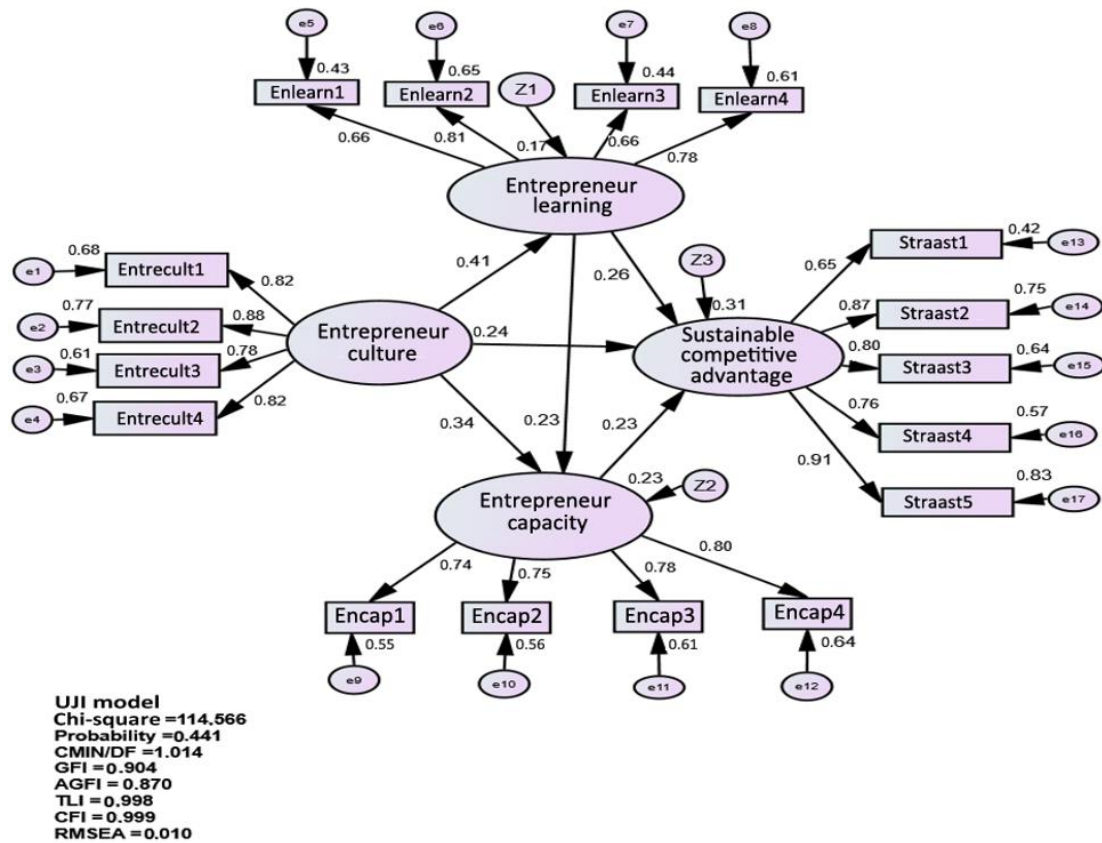 e5
e6
e7
e8
0.43
0.65
0.44
0.61
Enlearn1
Enlearn2
Z1
Enlearn3
Enlearn4
0.66
0.81
0.17
0.66
0.78
Entrepreneur
learning
e1
0.68
Entrecult1
0.82
e2
0.77
Entrecult2
0.88
e3
0.61
Entrecult3
0.78
e4
0.67
Entrecult4
0.82
Entrepreneur
culture
0.41
0.24
0.34
0.26
0.23
0.23
Z3
0.31
Sustainable
competitive
advantage
0.65
Straast1
0.42
e13
0.87
Straast2
0.75
e14
0.80
Straast3
0.64
e15
0.76
Straast4
0.57
e16
0.91
Straast5
0.83
e17
Entrepreneur
capacity
0.23
Z2
0.74
0.75
0.78
0.80
Encap1
Encap2
Encap3
Encap4
0.55
0.56
0.61
0.64
e9
e10
e11
e12
UJI model
Chi-square =114.566
Probability =0.441
CMIN/DF =1.014
GFI = 0.904
AGFI = 0.870
TLI = 0.998
CFI = 0.999
RMSEA = 0.010